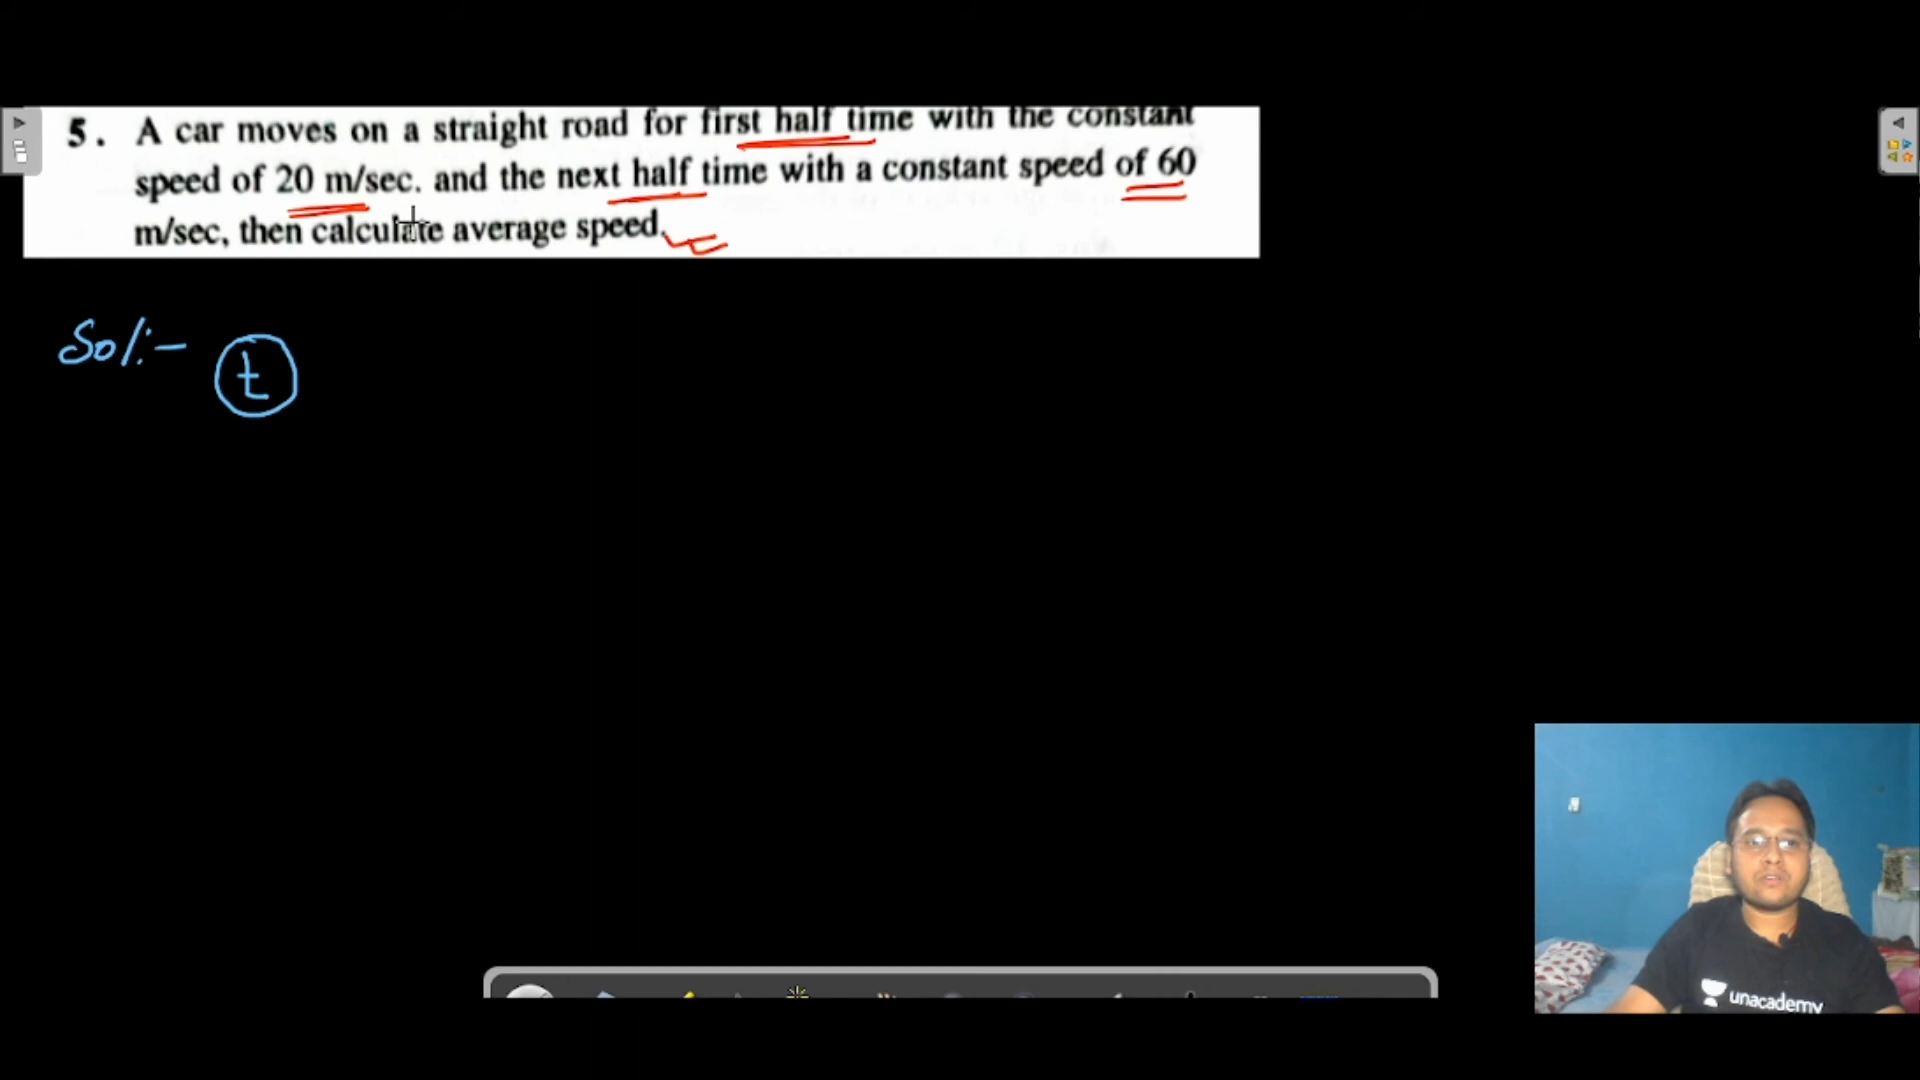 5. A car moves on a straight road for first half time with the constant
speed of 20 m/sec. and the next half time with a constant speed of 60
m/sec, then calculate average speed.
Sol:- t
unacademy